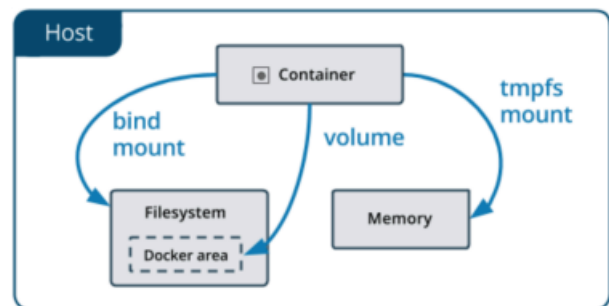 Host
Container
bind
mount
volume
tmpfs
mount
Filesystem
Docker area
Memory